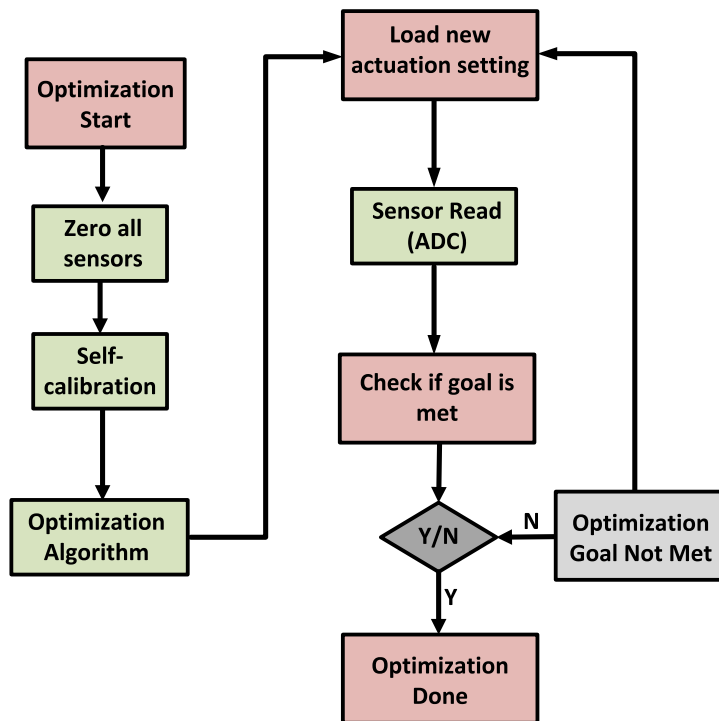 Optimization
Start
Zero all
sensors
Self-
calibration
Optimization
Algorithm
Load new
actuation setting
Sensor Read
(ADC)
Check if goal is
met
Y/N
N
Optimization
Goal Not Met
Y
Optimization
Done